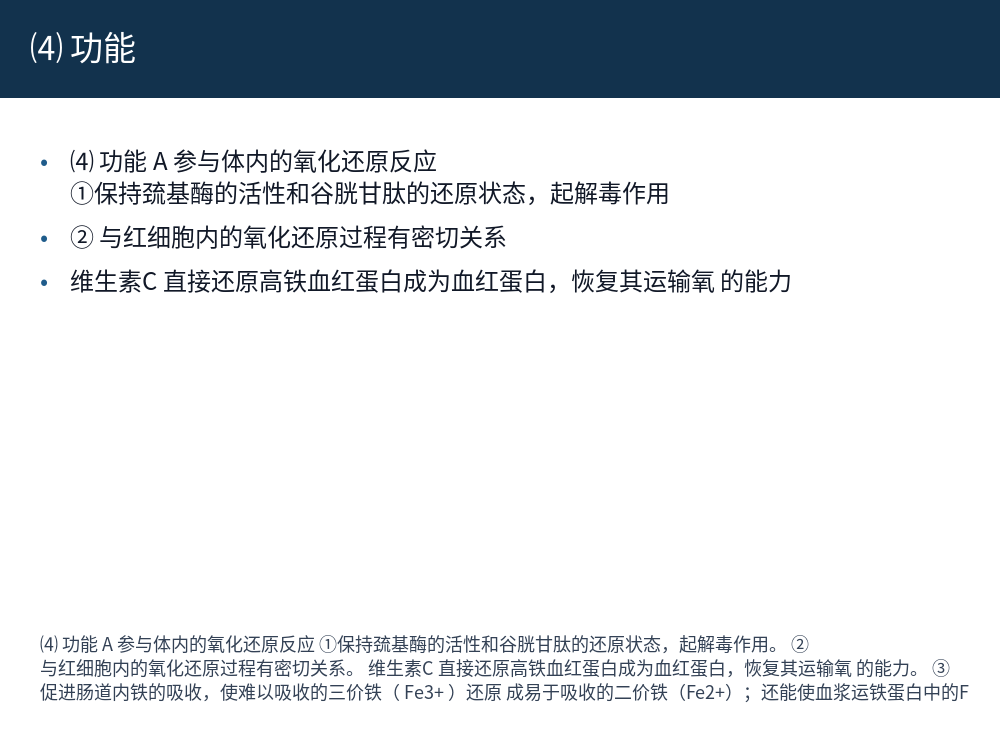 ⑷ 功能
• ⑷ 功能 A 参与体内的氧化还原反应
①保持巯基酶的活性和谷胱甘肽的还原状态，起解毒作用
• ② 与红细胞内的氧化还原过程有密切关系
• 维生素C 直接还原高铁血红蛋白成为血红蛋白，恢复其运输氧 的能力
⑷ 功能 A 参与体内的氧化还原反应 ①保持巯基酶的活性和谷胱甘肽的还原状态，起解毒作用。 ②
与红细胞内的氧化还原过程有密切关系。 维生素C 直接还原高铁血红蛋白成为血红蛋白，恢复其运输氧 的能力。 ③
促进肠道内铁的吸收，使难以吸收的三价铁（ Fe3+ ）还原 成易于吸收的二价铁（Fe2+）；还能使血浆运铁蛋白中的F